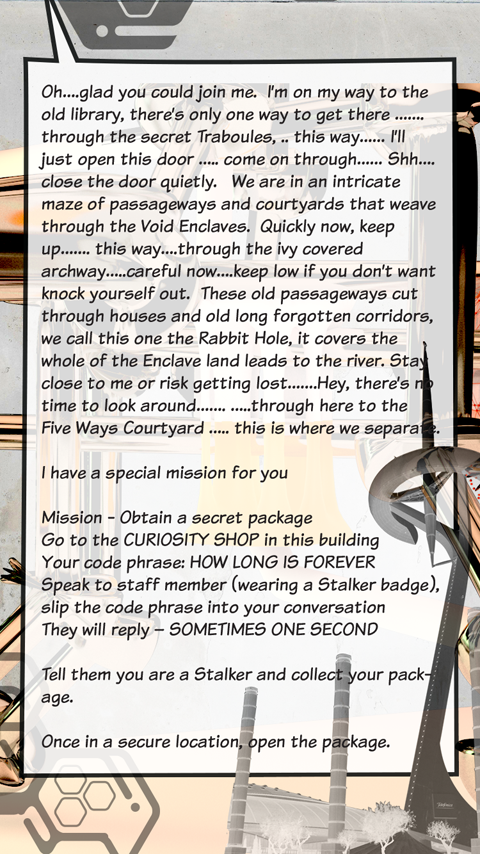 Oh....glad you could join me.  I'm on my way to the
old library, there's only one way to get there .......
through the secret Traboules, .. this way...... I'll
just open this door ..... come on through...... Shh....
close the door quietly.   We are in an intricate
maze of passageways and courtyards that weave
through the Void Enclaves.  Quickly now, keep
up....... this way....through the ivy covered
archway.....careful now....keep low if you don't want
knock yourself out.  These old passageways cut
through houses and old long forgotten corridors,
we call this one the Rabbit Hole, it covers the
whole of the Enclave land leads to the river. Stay
close to me or risk getting lost.......Hey, there's no
time to look around....... .....through here to the
Five Ways Courtyard ..... this is where we separate.

I have a special mission for you

Mission - Obtain a secret package
Go to the CURIOSITY SHOP in this building
Your code phrase: HOW LONG IS FOREVER
Speak to staff member (wearing a Stalker badge),
slip the code phrase into your conversation
They will reply – SOMETIMES ONE SECOND

Tell them you are a Stalker and collect your pack-
age.

Once in a secure location, open the package.